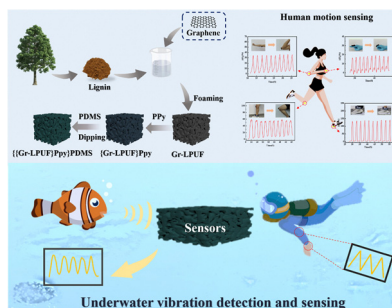 Graphene
Lignin
Foaming
PDMS
PPy
Dipping
{{Gr-LPUF}Ppy}PDMS
{Gr-LPUF}Ppy
Gr-LPUF
Human motion sensing
Sensors
Underwater vibration detection and sensing